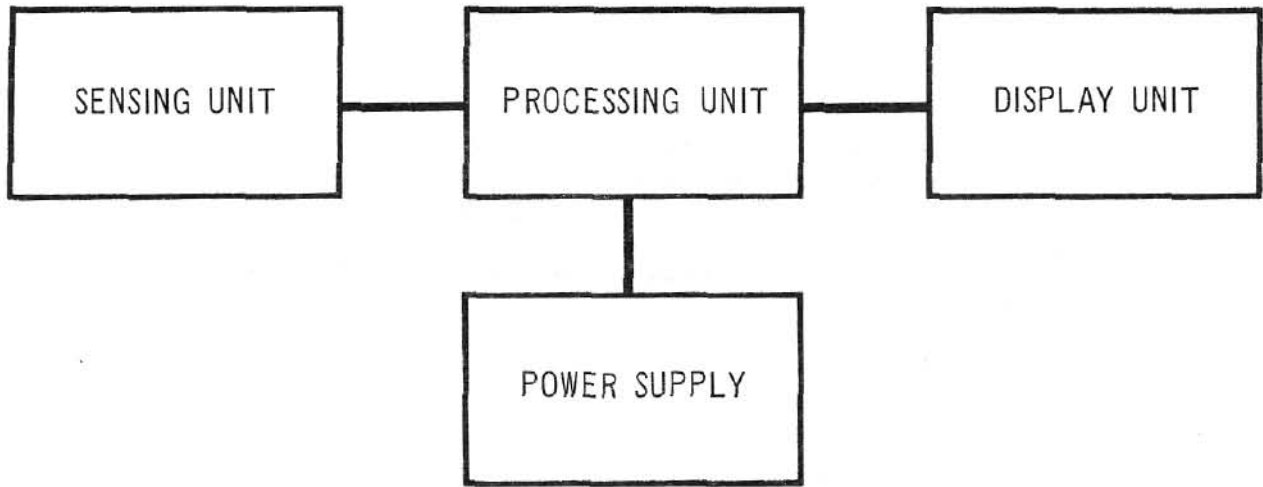 SENSING UNIT
PROCESSING UNIT
DISPLAY UNIT
POWER SUPPLY